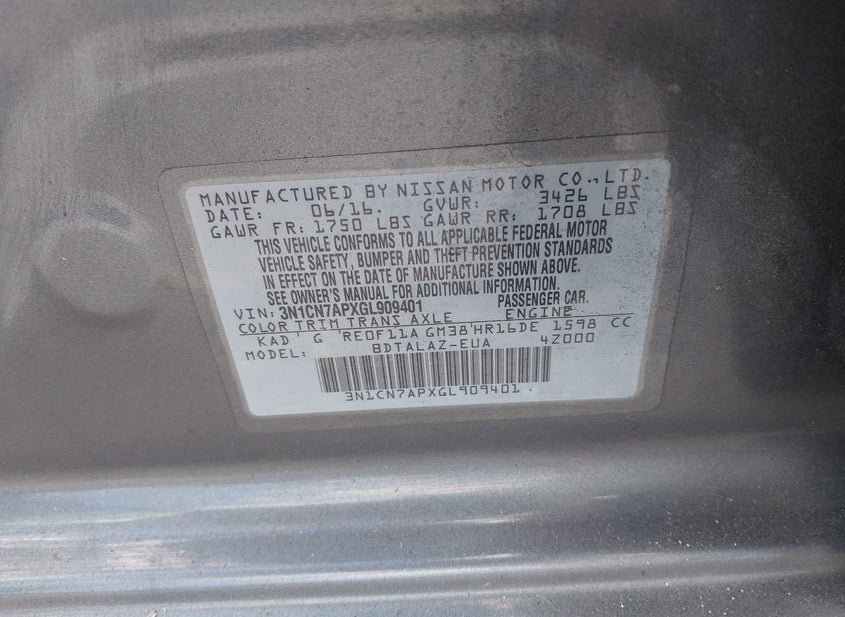 MANUFACTURED BY NISSAN MOTOR CO.,LTD.
DATE: 06/16. GVWR: 3426 LBS
GAWR FR: 1750 LBS GAWR RR: 1708 LBS
THIS VEHICLE CONFORMS TO ALL APPLICABLE FEDERAL MOTOR
VEHICLE SAFETY, BUMPER AND THEFT PREVENTION STANDARDS
IN EFFECT ON THE DATE OF MANUFACTURE SHOWN ABOVE.
SEE OWNER'S MANUAL FOR ADDITIONAL INFORMATION.
VIN: 3N1CN7APXGL909401 PASSENGER CAR.
COLOR TRIM TRANS AXLE ENGINE
KAD G 'RE0F11A GM38'HR16DE 1598 CC
MODEL: BDTALAZ-EUA 4Z000
3N1CN7APXGL909401